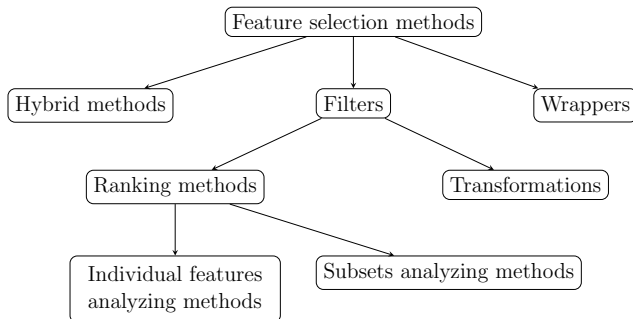 Feature selection methods
Hybrid methods
Filters
Wrappers
Ranking methods
Transformations
Individual features
analyzing methods
Subsets analyzing methods